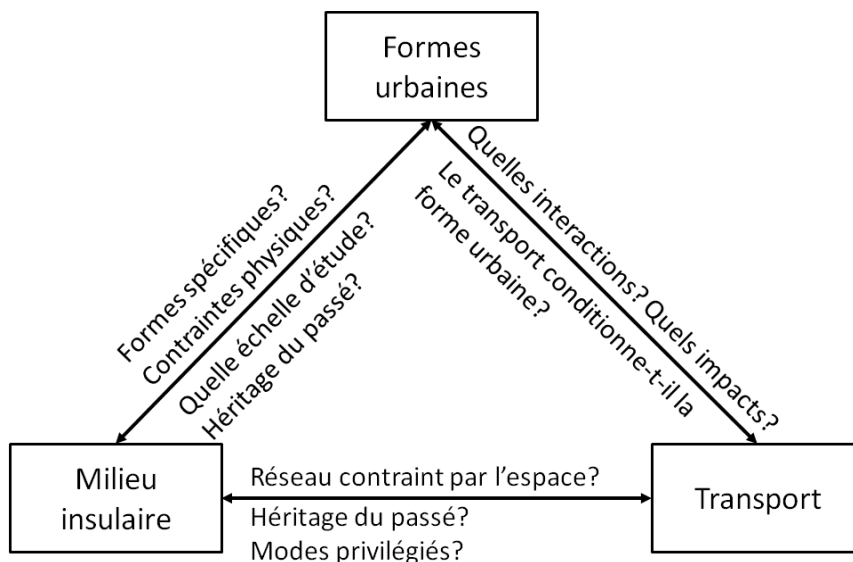 Formes
urbaines
Quelles interactions? Quels impacts?
Le transport conditionne-t-il la
forme urbaine?
Formes spécifiques?
Contraintes physiques?
Quelle échelle d’étude?
Héritage du passé?
Milieu
insulaire
Réseau contraint par l’espace?
Héritage du passé?
Modes privilégiés?
Transport